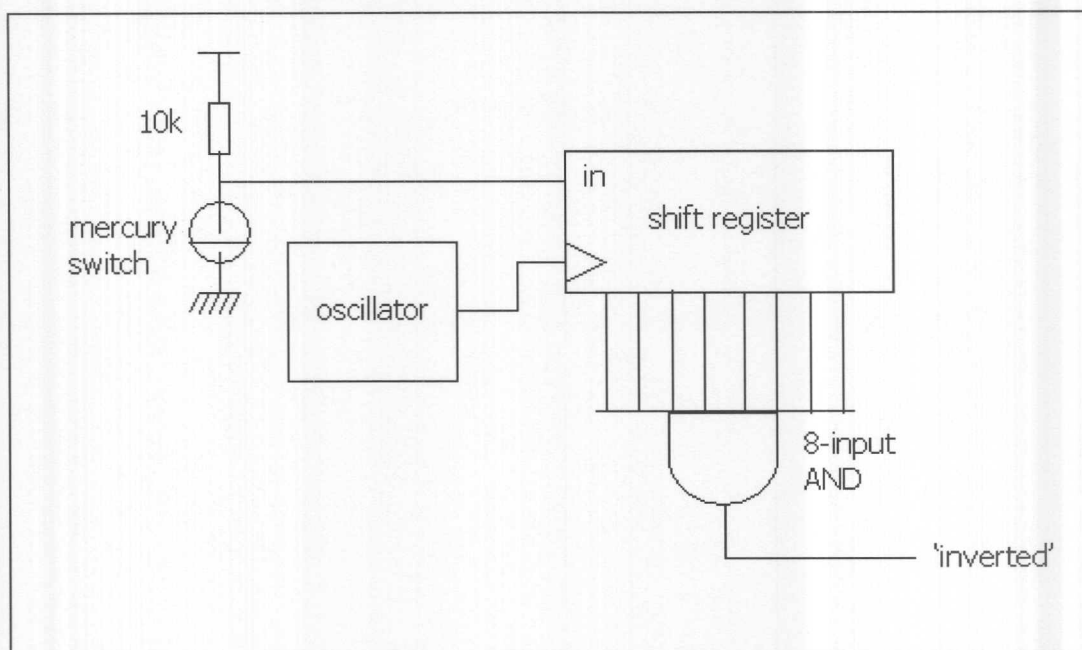 10k
in
shift register
mercury
switch
oscillator
8-input
AND
'inverted'